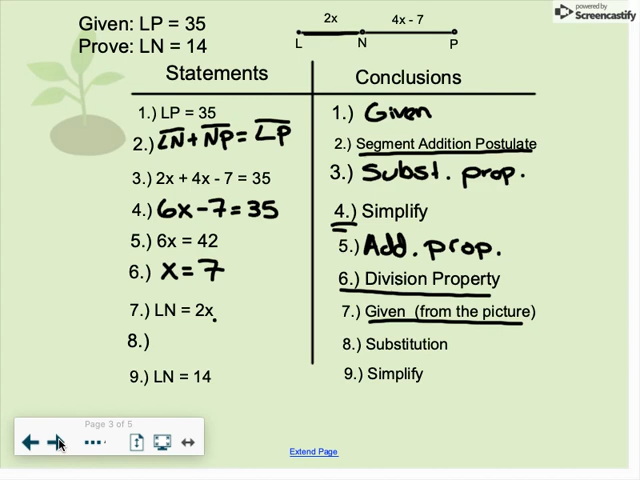 Given: LP = 35
Prove: LN = 14
2x
4x - 7
L N P
powered by
Screencastify
Statements
Conclusions
1.) LP = 35
1.) Given
2.) LN + NP = LP
2.) Segment Addition Postulate
3.) 2x + 4x - 7 = 35
3.) Subst. prop.
4.) 6x - 7 = 35
4.) Simplify
5.) 6x = 42
5.) Add. prop.
6.) x = 7
6.) Division Property
7.) LN = 2x
7.) Given (from the picture)
8.)
8.) Substitution
9.) LN = 14
9.) Simplify
Page 3 of 5
Extend Page